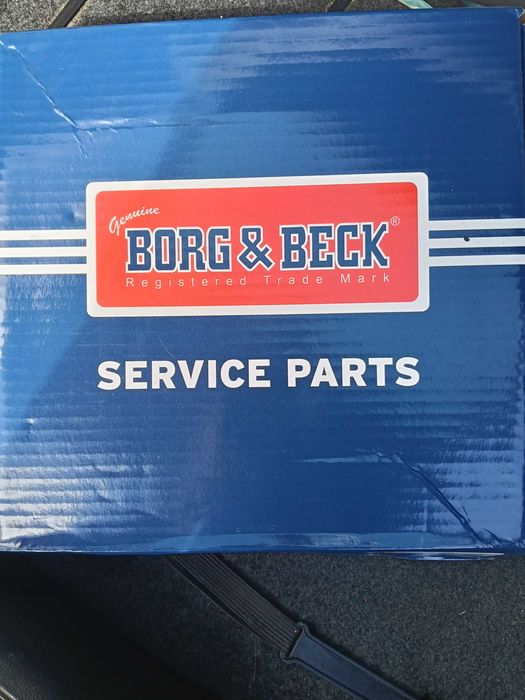 Genuine
BORG & BECK®
Registered Trade Mark
SERVICE PARTS